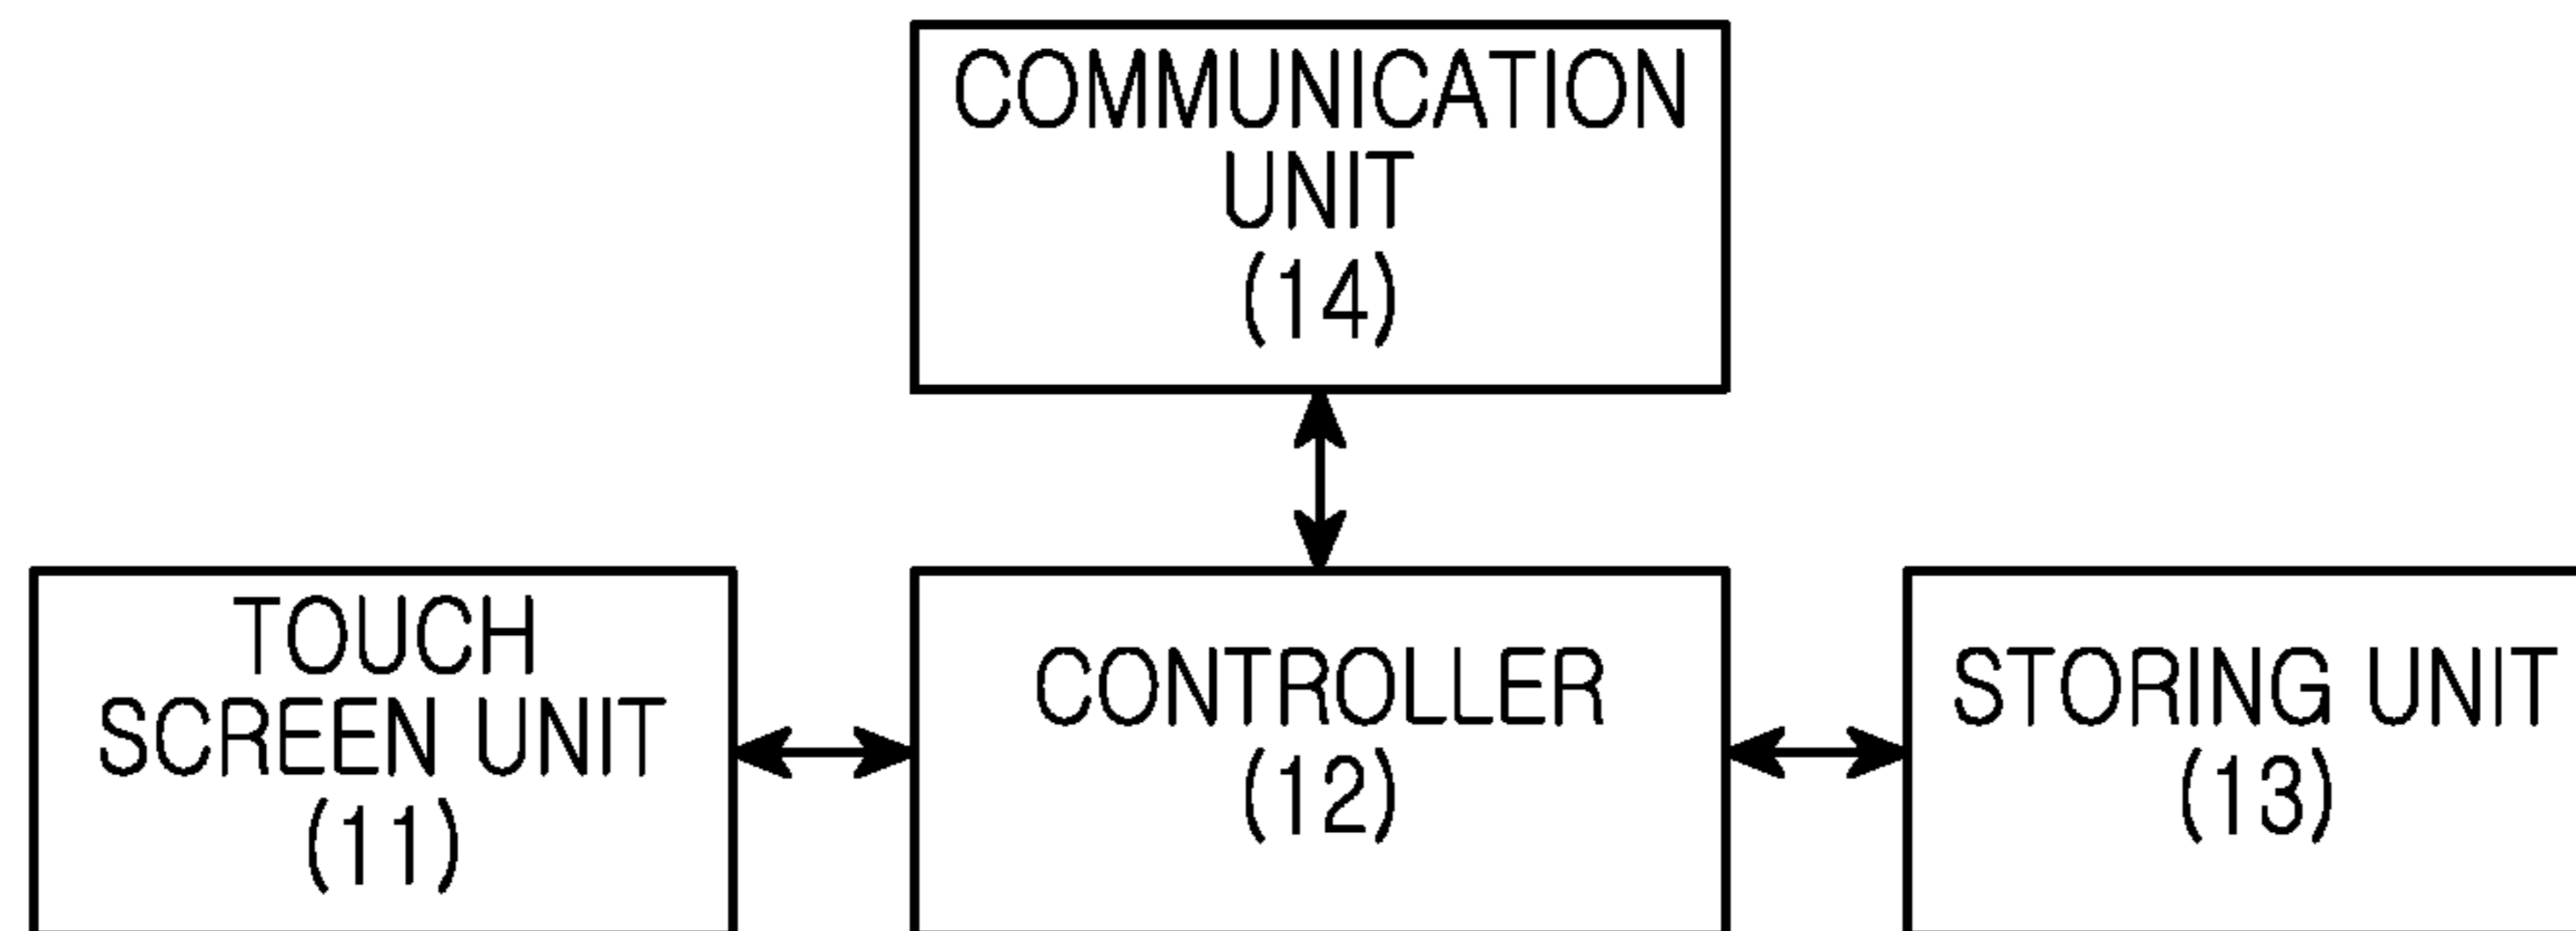 COMMUNICATION
UNIT
(14)
TOUCH
SCREEN UNIT
(11)
CONTROLLER
(12)
STORING UNIT
(13)